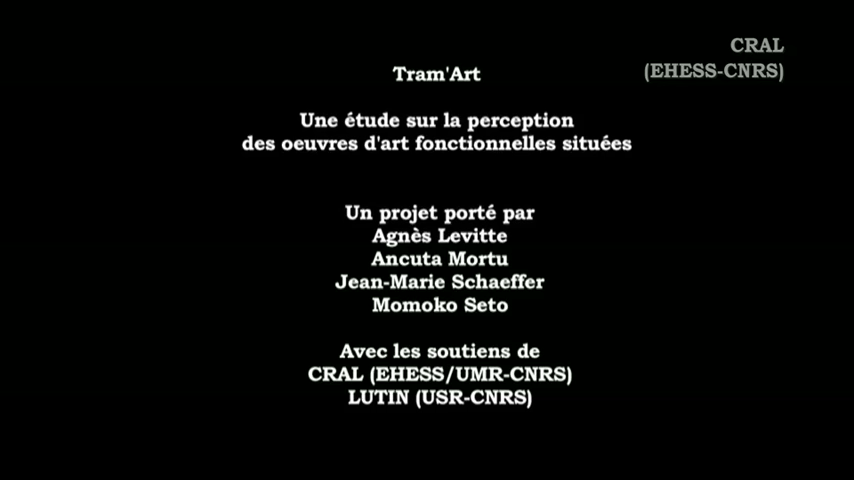 CRAL
(EHESS-CNRS)
Tram'Art
Une étude sur la perception
des oeuvres d'art fonctionnelles situées
Un projet porté par
Agnès Levitte
Ancuta Mortu
Jean-Marie Schaeffer
Momoko Seto
Avec les soutiens de
CRAL (EHESS/UMR-CNRS)
LUTIN (USR-CNRS)